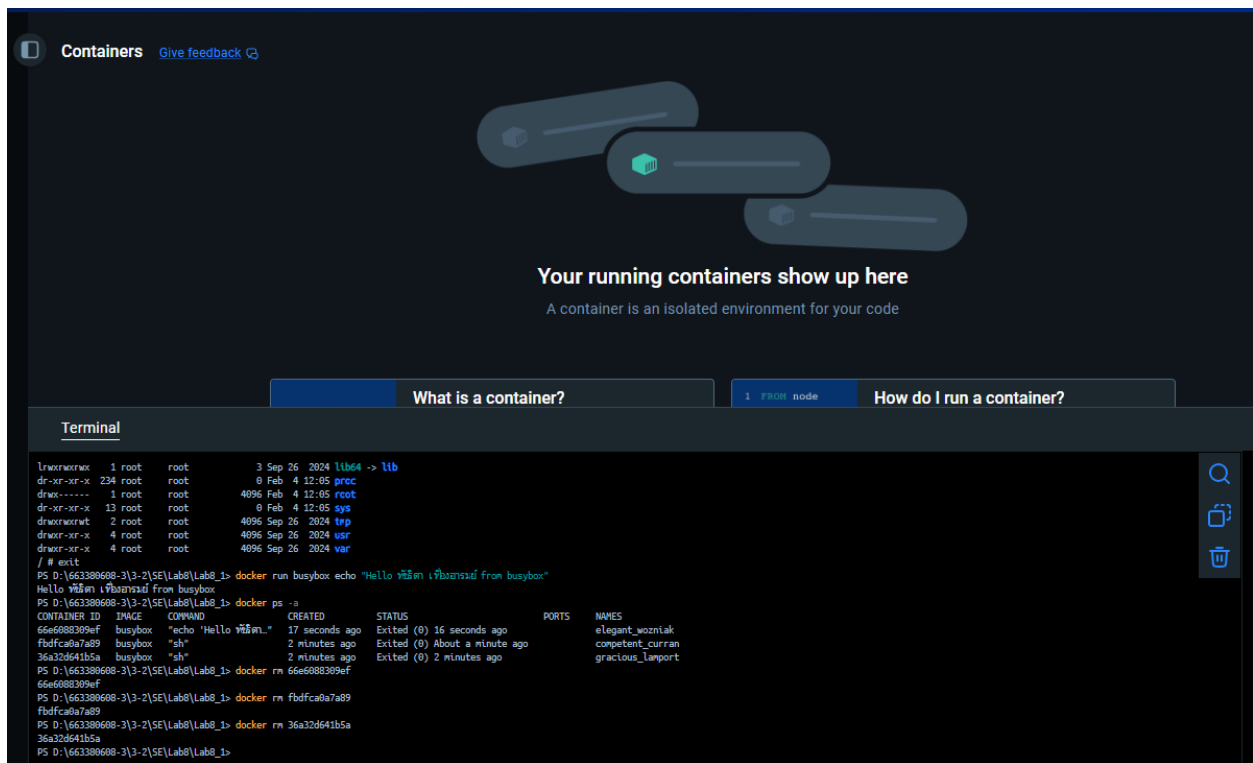 Containers Give feedback
Your running containers show up here
A container is an isolated environment for your code
What is a container?
1 FROM node
How do I run a container?
Terminal
lrwxrwxrwx 1 root root 3 Sep 26 2024 lib64 -> lib
dr-xr-xr-x 234 root root 0 Feb 4 12:05 proc
drwx------ 1 root root 4096 Feb 4 12:05 root
dr-xr-xr-x 13 root root 0 Feb 4 12:05 sys
drwxrwxrwt 2 root root 4096 Sep 26 2024 tmp
drwxr-xr-x 4 root root 4096 Sep 26 2024 usr
drwxr-xr-x 4 root root 4096 Sep 26 2024 var
/ # exit
PS D:\663380608-3\3-2\SE\Lab8\Lab8_1> docker run busybox echo "Hello พัธิตา เฟื่องอารมย์ from busybox"
Hello พัธิตา เฟื่องอารมย์ from busybox
PS D:\663380608-3\3-2\SE\Lab8\Lab8_1> docker ps -a
CONTAINER ID IMAGE COMMAND CREATED STATUS PORTS NAMES
66e6088309ef busybox "echo 'Hello พัธิตา…" 17 seconds ago Exited (0) 16 seconds ago elegant_wozniak
fbdfca0a7a89 busybox "sh" 2 minutes ago Exited (0) About a minute ago competent_curran
36a32d641b5a busybox "sh" 2 minutes ago Exited (0) 2 minutes ago gracious_lamport
PS D:\663380608-3\3-2\SE\Lab8\Lab8_1> docker rm 66e6088309ef
66e6088309ef
PS D:\663380608-3\3-2\SE\Lab8\Lab8_1> docker rm fbdfca0a7a89
fbdfca0a7a89
PS D:\663380608-3\3-2\SE\Lab8\Lab8_1> docker rm 36a32d641b5a
36a32d641b5a
PS D:\663380608-3\3-2\SE\Lab8\Lab8_1>